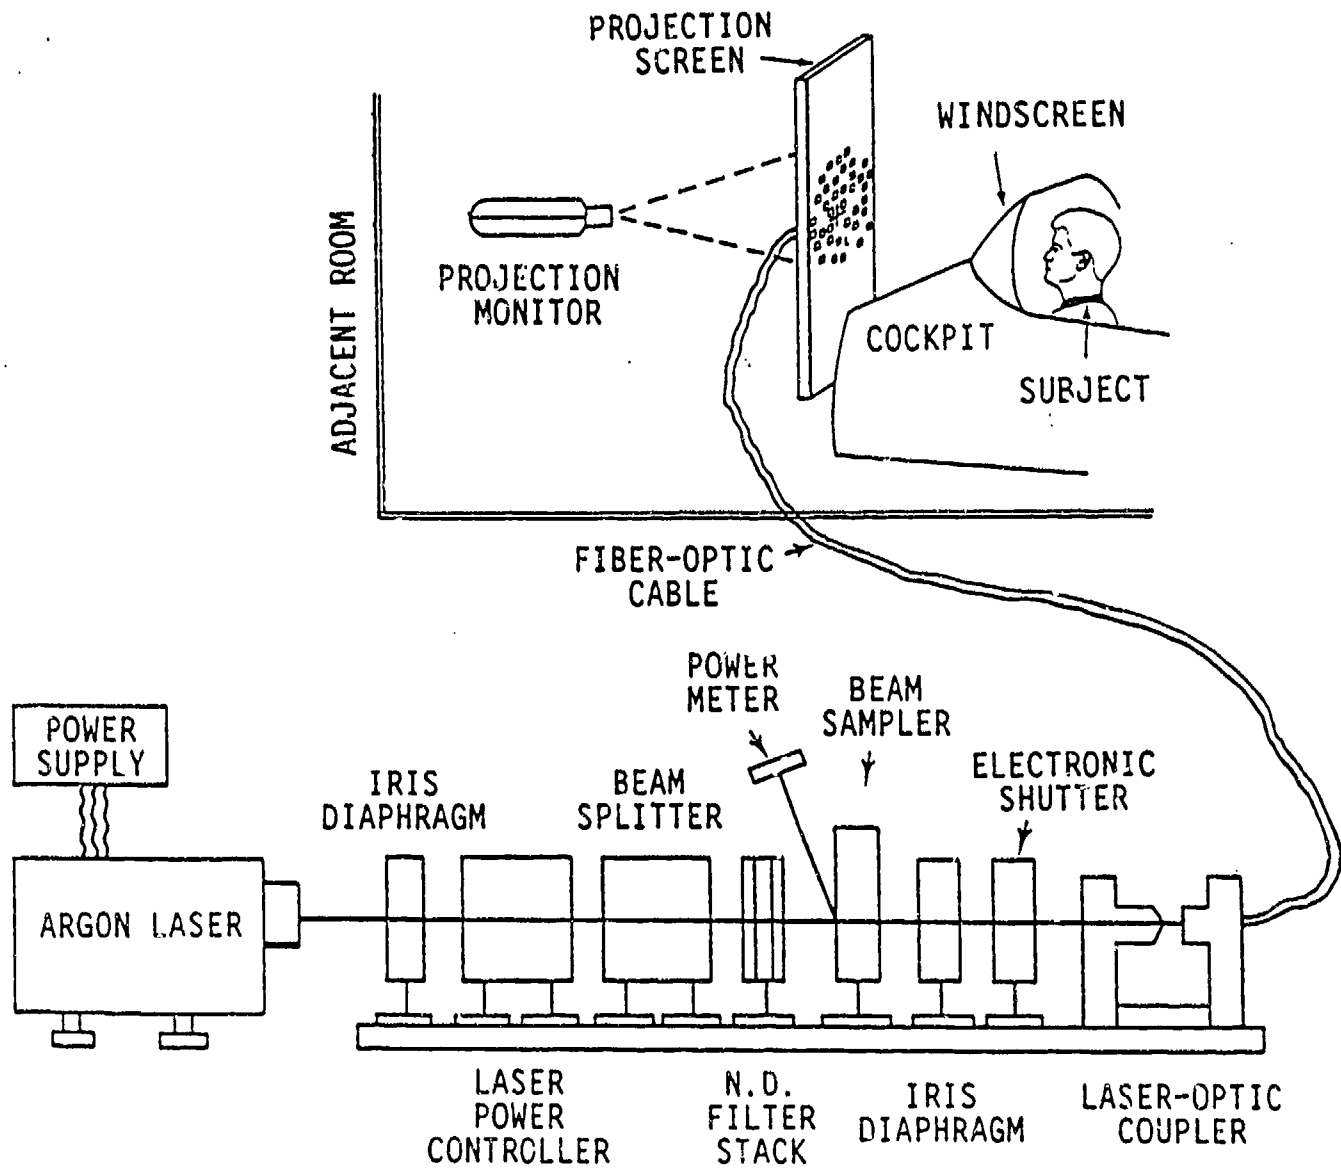 PROJECTION
SCREEN
WINDSCREEN
ADJACENT ROOM
PROJECTION
MONITOR
COCKPIT
SUBJECT
FIBER-OPTIC
CABLE
POWER
METER
BEAM
SAMPLER
POWER
SUPPLY
IRIS
DIAPHRAGM
BEAM
SPLITTER
ELECTRONIC
SHUTTER
ARGON LASER
LASER
POWER
CONTROLLER
N.D.
FILTER
STACK
IRIS
DIAPHRAGM
LASER-OPTIC
COUPLER